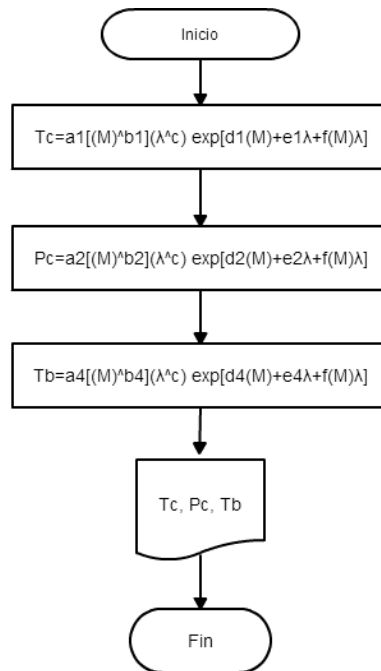 Inicio
Tc=a1[(M)^b1](λ^c) exp[d1(M)+e1λ+f(M)λ]
Pc=a2[(M)^b2](λ^c) exp[d2(M)+e2λ+f(M)λ]
Tb=a4[(M)^b4](λ^c) exp[d4(M)+e4λ+f(M)λ]
Tc, Pc, Tb
Fin